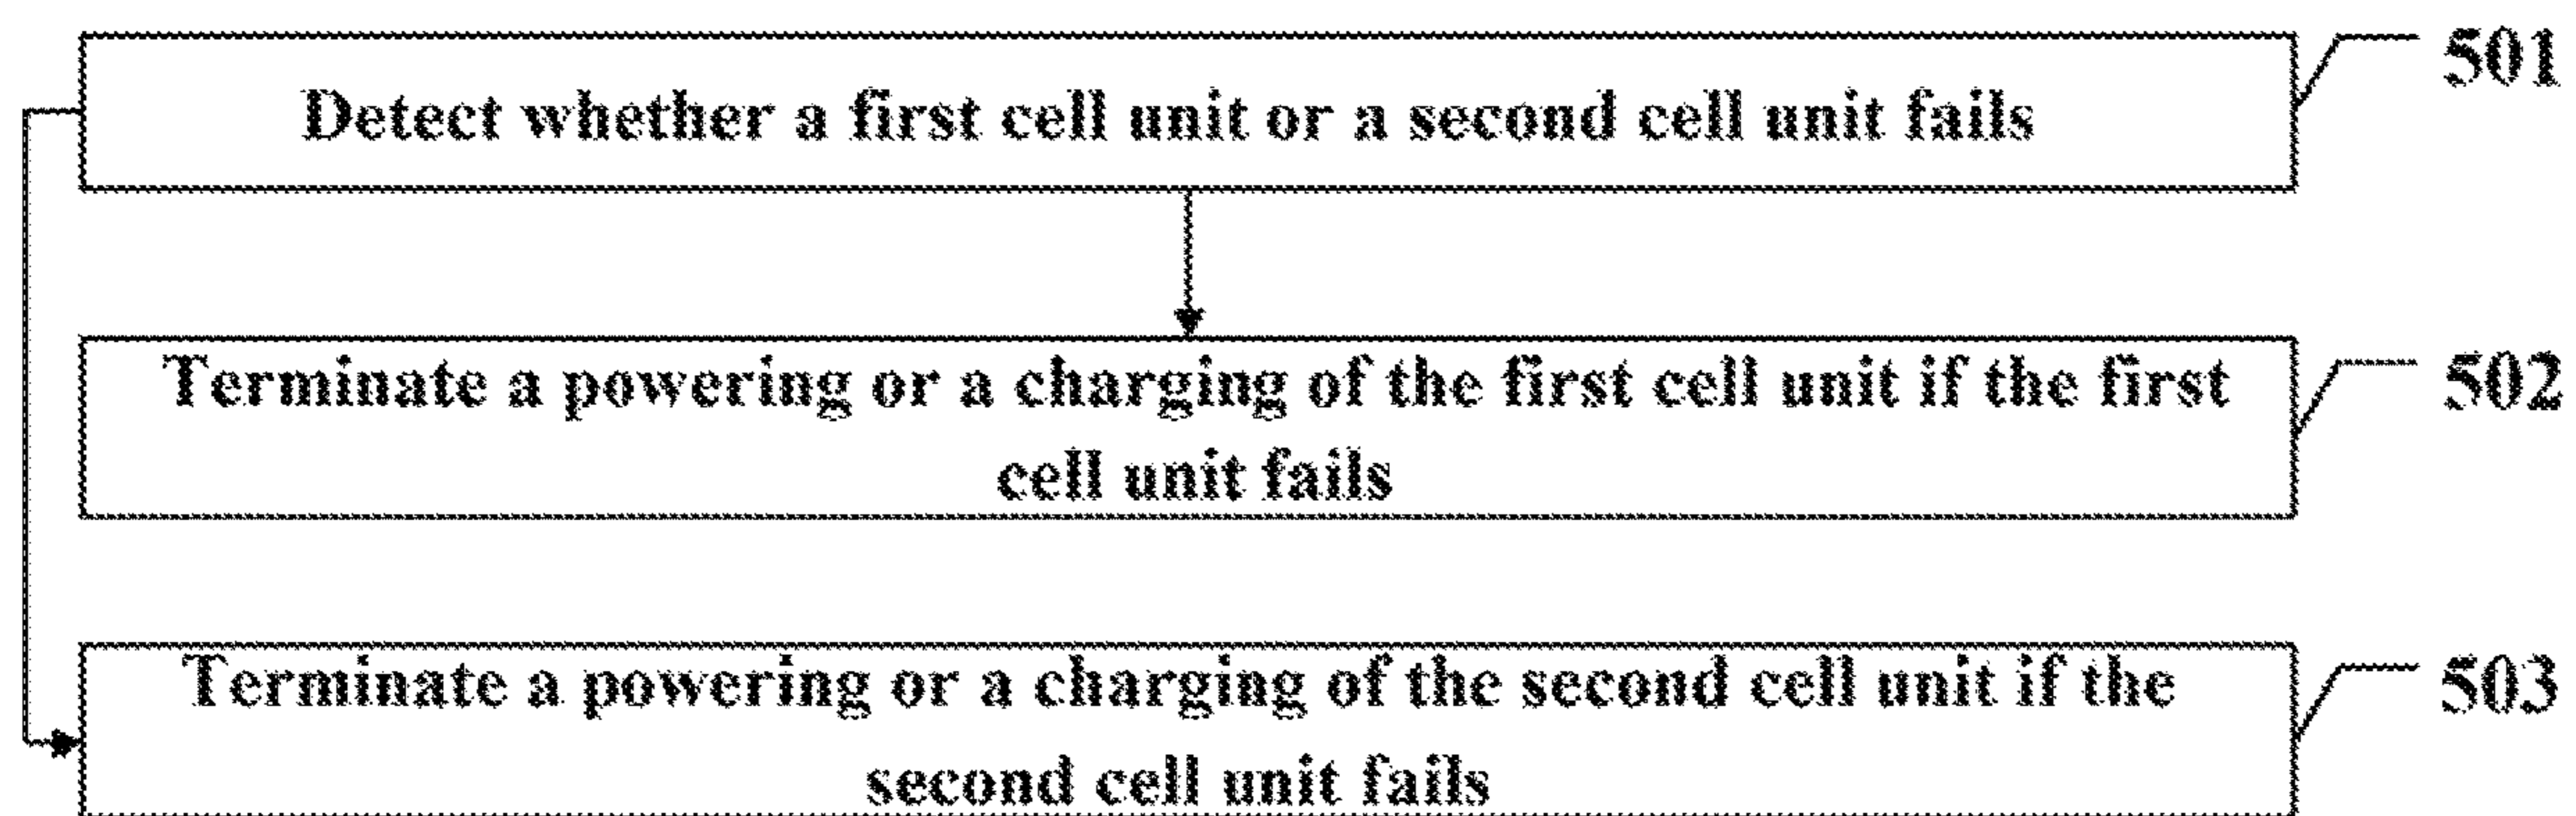 Detect whether a first cell unit or a second cell unit fails
501
Terminate a powering or a charging of the first cell unit if the first
cell unit fails
502
Terminate a powering or a charging of the second cell unit if the
second cell unit fails
503